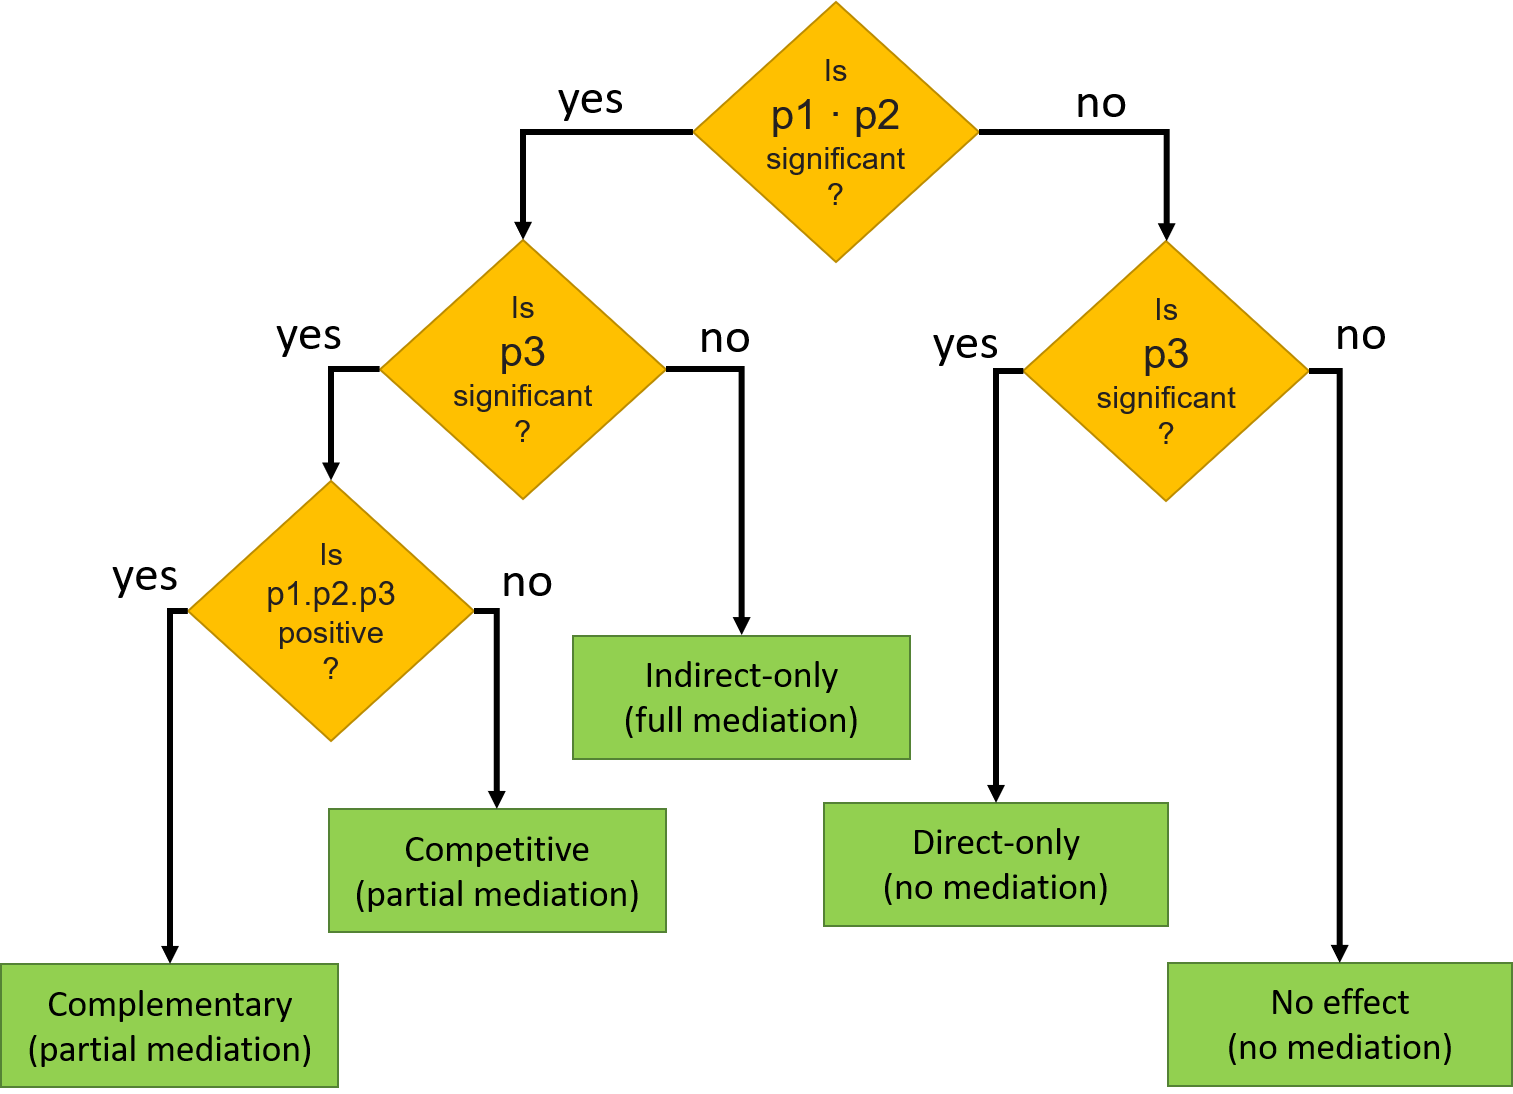 Is
p1 · p2
significant
?
yes
no
Is
p3
significant
?
yes
no
Is
p3
significant
?
yes
no
Is
p1.p2.p3
positive
?
yes
no
Indirect-only
(full mediation)
Competitive
(partial mediation)
Direct-only
(no mediation)
Complementary
(partial mediation)
No effect
(no mediation)